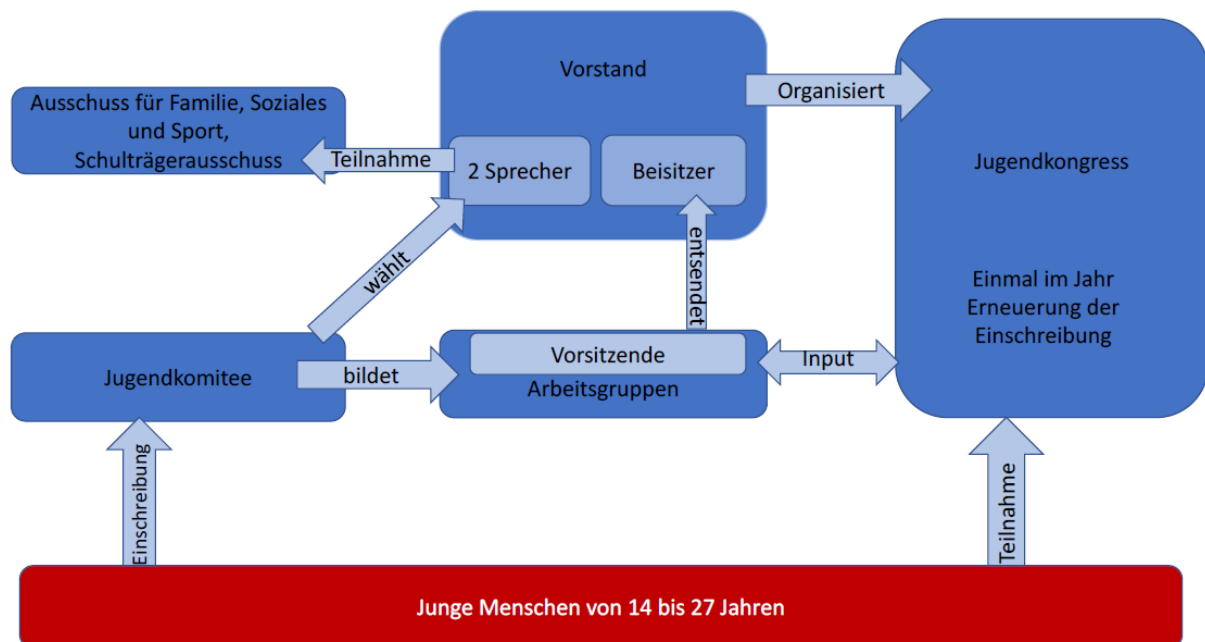 Vorstand
Organisiert
Ausschuss für Familie, Soziales
und Sport,
Schulträgerausschuss
Teilnahme
2 Sprecher
Beisitzer
Jugendkongress
wählt
entsendet
Einmal im Jahr
Erneuerung der
Einschreibung
Jugendkomitee
bildet
Vorsitzende
Arbeitsgruppen
Input
Einschreibung
Teilnahme
Junge Menschen von 14 bis 27 Jahren